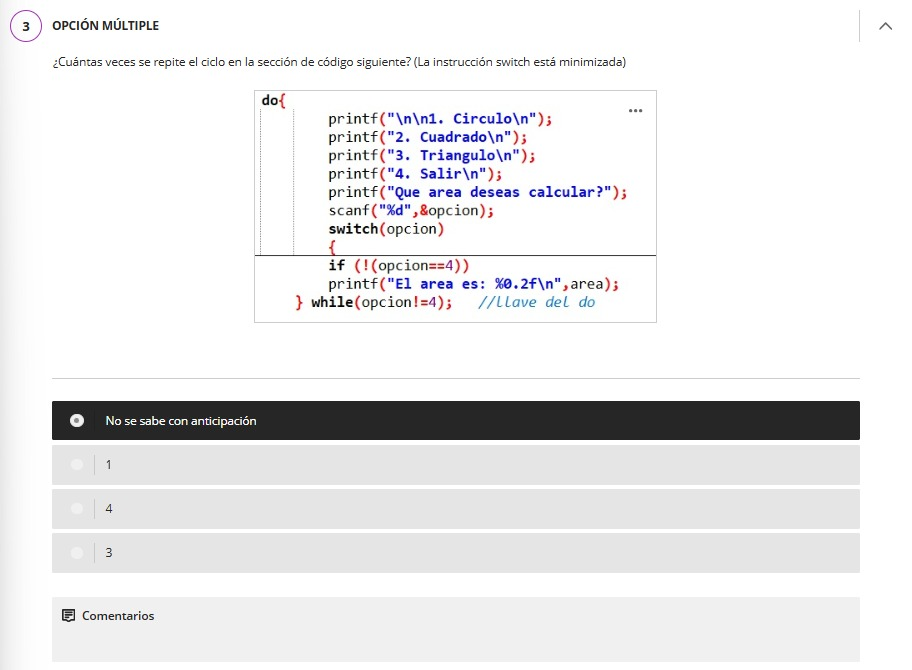 3 OPCIÓN MÚLTIPLE
¿Cuántas veces se repite el ciclo en la sección de código siguiente? (La instrucción switch está minimizada)
do{
printf("\n\n1. Circulo\n");
printf("2. Cuadrado\n");
printf("3. Triangulo\n");
printf("4. Salir\n");
printf("Que area deseas calcular?");
scanf("%d",&opcion);
switch(opcion)
{
if (!(opcion==4))
printf("El area es: %0.2f\n",area);
} while(opcion!=4); //llave del do
No se sabe con anticipación
1
4
3
Comentarios